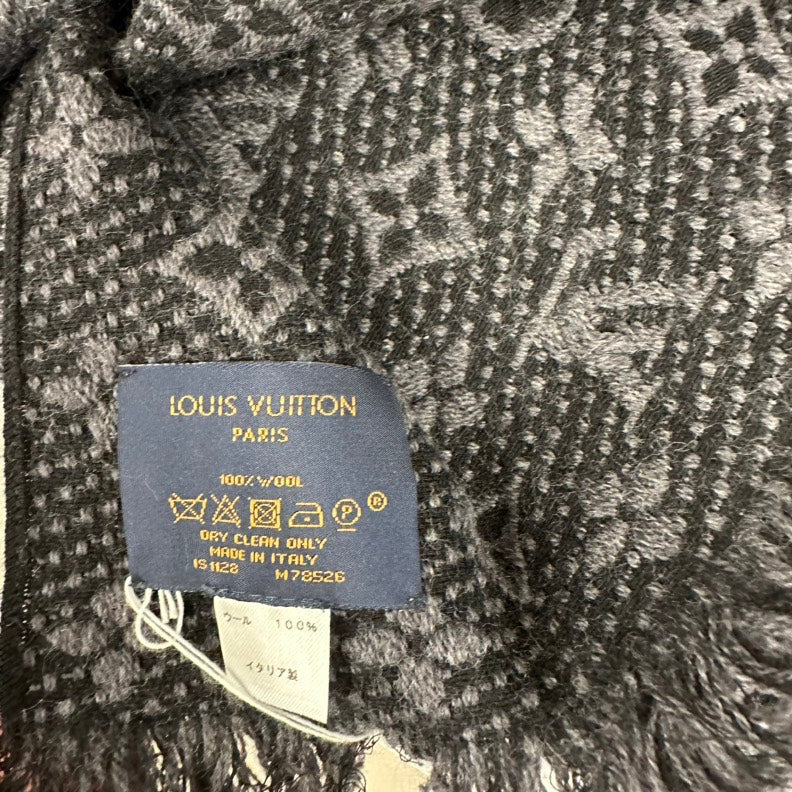 LOUIS VUITTON
PARIS
100% WOOL
P ®
DRY CLEAN ONLY
MADE IN ITALY
IS1128 M78526
ウール 100%
イタリア製